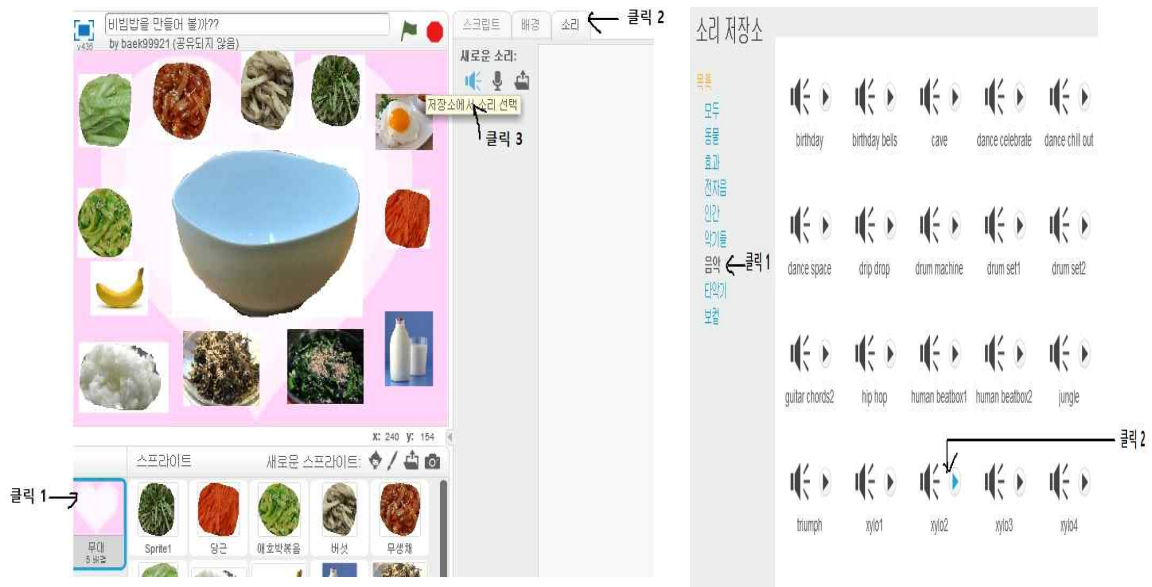 비빔밥을 만들어 볼까??
v436
by baek99921 (공유되지 않음)
스크립트 배경 소리
클릭 2
새로운 소리:
저장소에서 소리 선택
클릭 3
x: 240 y: 154
스프라이트 새로운 스프라이트:
클릭 1
무대
5 배경
Sprite1 당근 애호박볶음 버섯 무생채
소리 저장소
목록
모두
동물
효과
전자음
인간
악기들
음악
클릭 1
타악기
보컬
birthday birthday bells cave dance celebrate dance chill out
dance space drip drop drum machine drum set1 drum set2
guitar chords2 hip hop human beatbox1 human beatbox2 jungle
클릭 2
triumph xylo1 xylo2 xylo3 xylo4